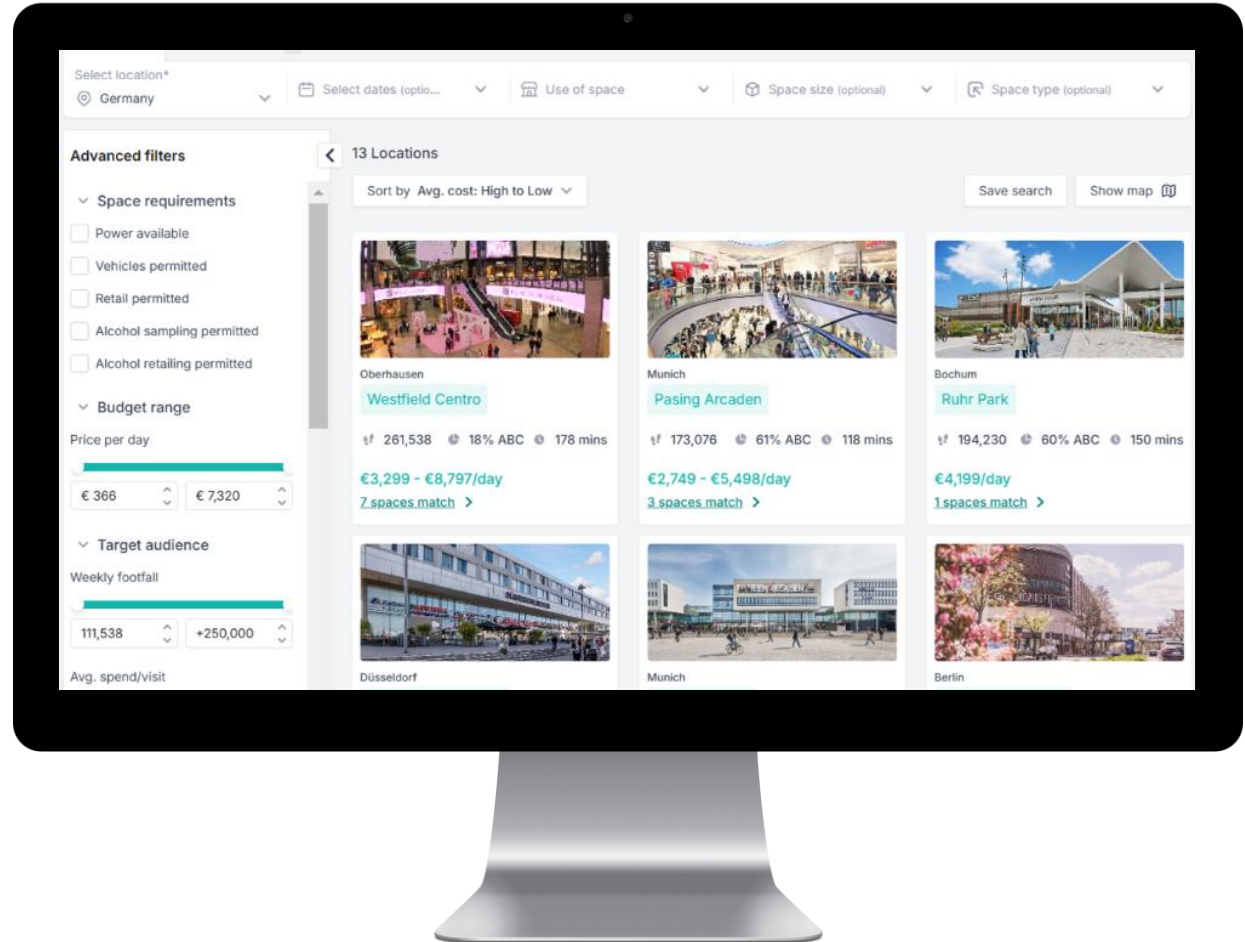 Select location*
Germany
Select dates (optio...
Use of space
Space size (optional)
Space type (optional)
Advanced filters
Space requirements
Power available
Vehicles permitted
Retail permitted
Alcohol sampling permitted
Alcohol retailing permitted
Budget range
Price per day
€ 366
€ 7,320
Target audience
Weekly footfall
111,538
+250,000
Avg. spend/visit
13 Locations
Sort by Avg. cost: High to Low
Save search
Show map
Oberhausen
Westfield Centro
261,538 18% ABC 178 mins
€3,299 - €8,797/day
7 spaces match
Munich
Pasing Arcaden
173,076 61% ABC 118 mins
€2,749 - €5,498/day
3 spaces match
Bochum
Ruhr Park
194,230 60% ABC 150 mins
€4,199/day
1 spaces match
Düsseldorf
Munich
Berlin